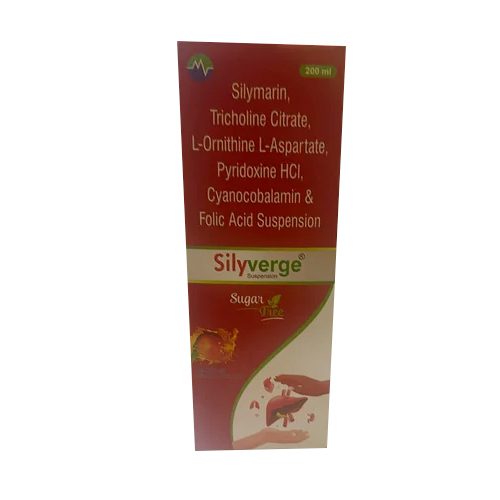 200 ml
Silymarin,
Tricholine Citrate,
L-Ornithine L-Aspartate,
Pyridoxine HCl,
Cyanocobalamin &
Folic Acid Suspension
Silyverge®
Suspension
Sugar
Free